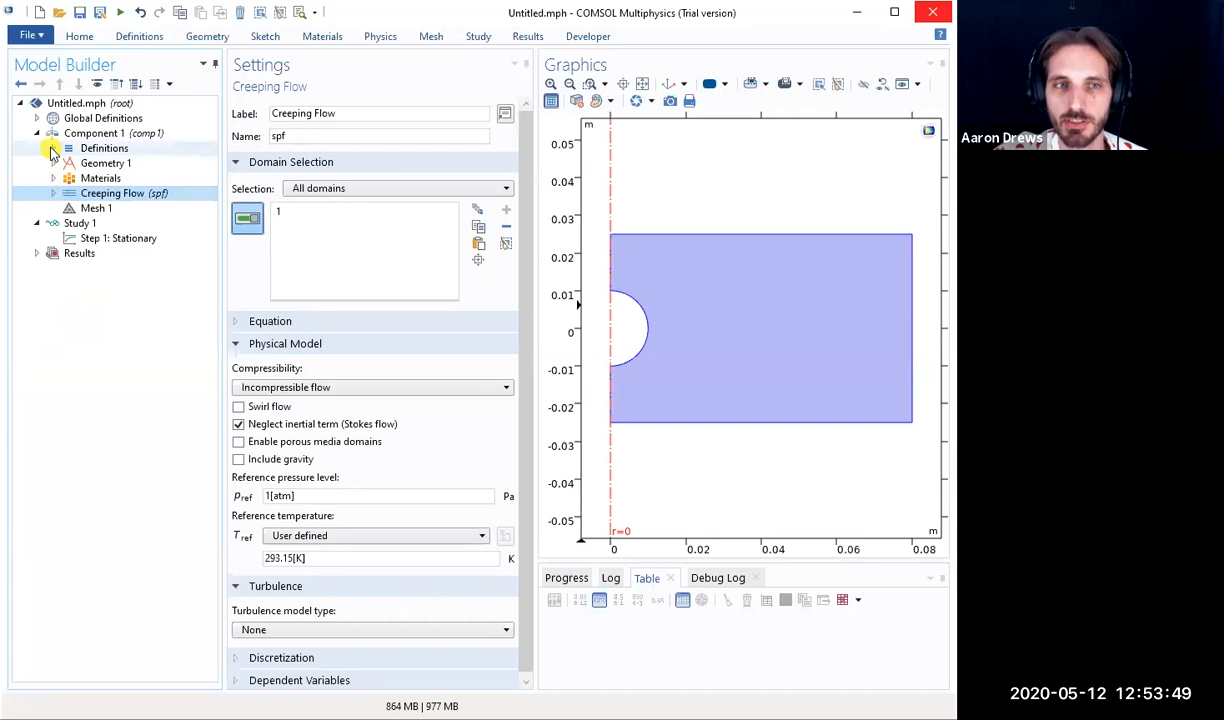 Untitled.mph - COMSOL Multiphysics (Trial version)
File
Home
Definitions
Geometry
Sketch
Materials
Physics
Mesh
Study
Results
Developer
Model Builder
Untitled.mph (root)
Global Definitions
Component 1 (comp1)
Definitions
Geometry 1
Materials
Creeping Flow (spf)
Mesh 1
Study 1
Step 1: Stationary
Results
Settings
Creeping Flow
Label: Creeping Flow
Name: spf
Domain Selection
Selection: All domains
1
Equation
Physical Model
Compressibility:
Incompressible flow
Swirl flow
Neglect inertial term (Stokes flow)
Enable porous media domains
Include gravity
Reference pressure level:
pref 1[atm] Pa
Reference temperature:
Tref User defined
293.15[K] K
Turbulence
Turbulence model type:
None
Discretization
Dependent Variables
Graphics
m
0.05
0.04
0.03
0.02
0.01
0
-0.01
-0.02
-0.03
-0.04
-0.05
r=0
m
0 0.02 0.04 0.06 0.08
Progress Log Table Debug Log
864 MB | 977 MB
Aaron Drews
2020-05-12 12:53:49